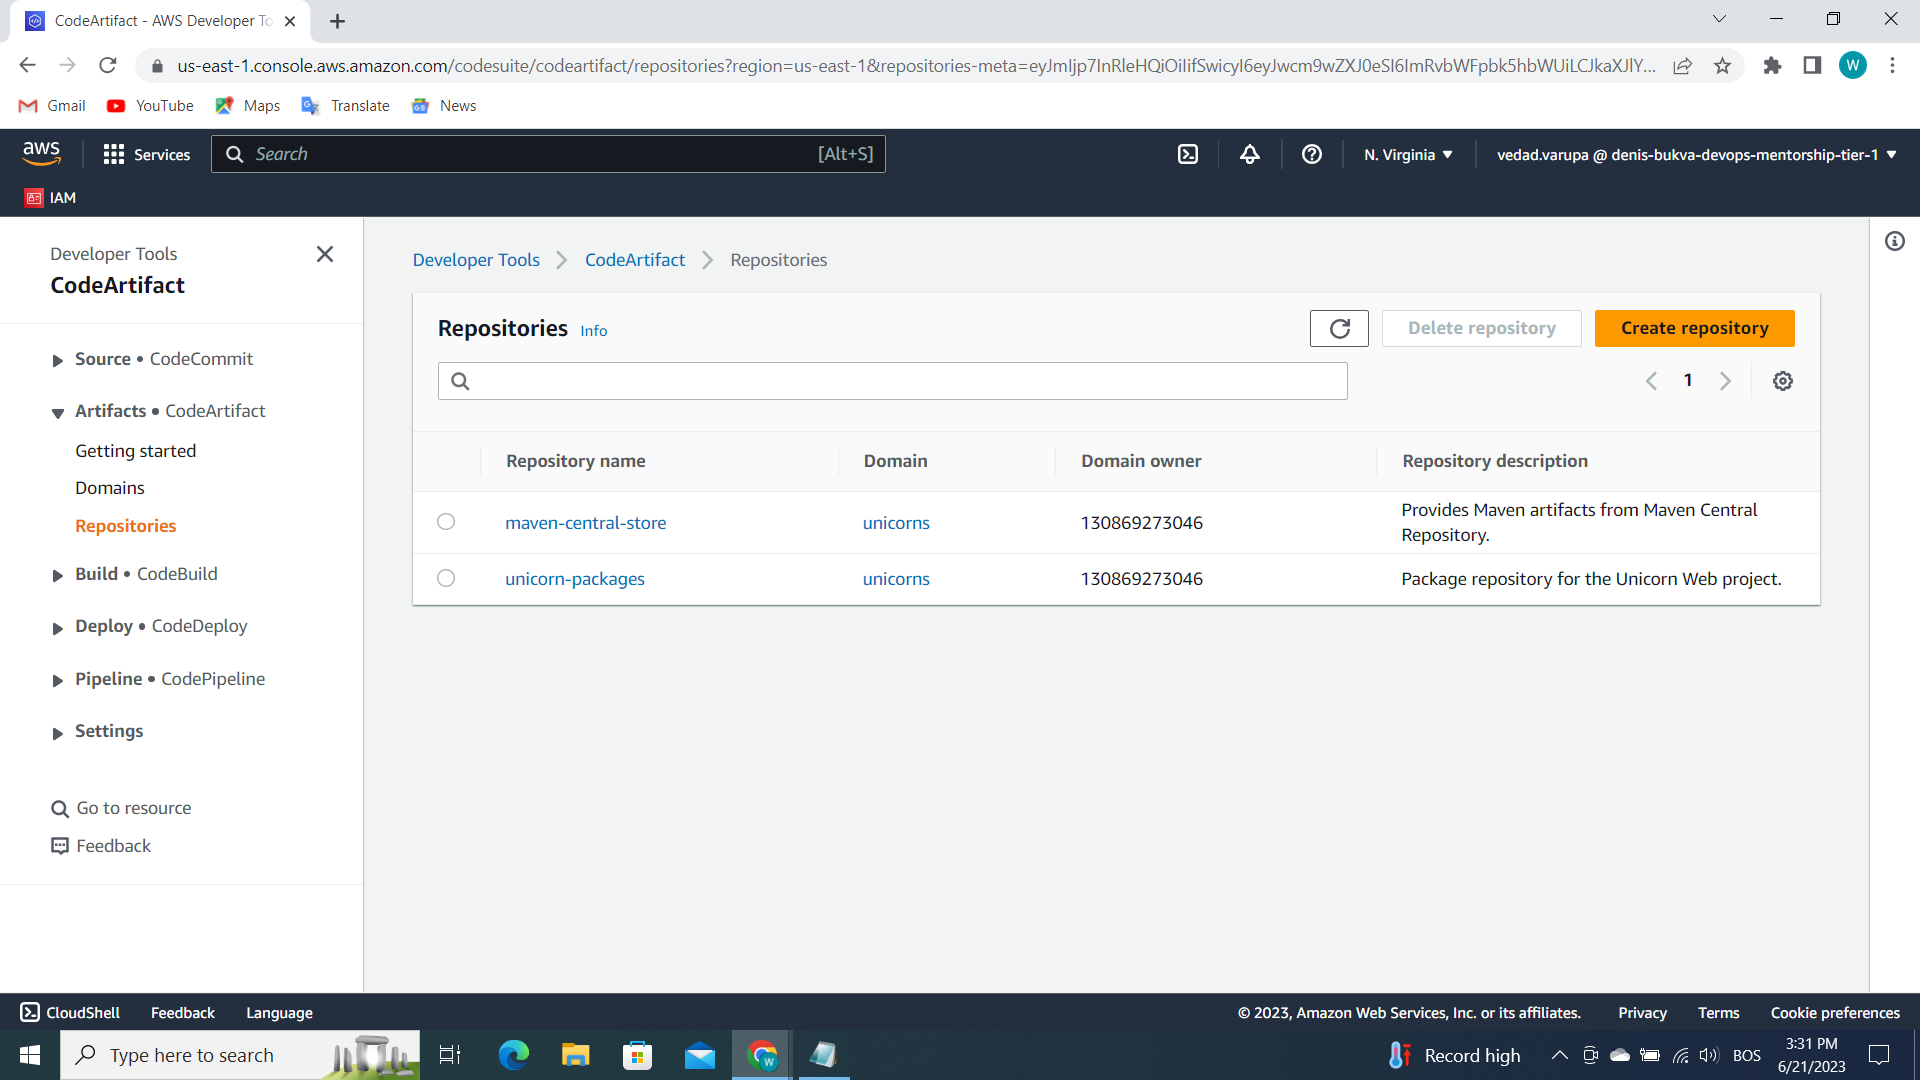 CodeArtifact - AWS Developer To
us-east-1.console.aws.amazon.com/codesuite/codeartifact/repositories?region=us-east-1&repositories-meta=eyJmIjp7InRleHQiOiIifSwicyI6eyJwcm9wZXJ0eSI6ImRvbWFpbk5hbWUiLCJkaXJlY...
W
Gmail
YouTube
Maps
Translate
News
aws
Services
Search
[Alt+S]
N. Virginia
vedad.varupa @ denis-bukva-devops-mentorship-tier-1
IAM
Developer Tools
CodeArtifact
Source • CodeCommit
Artifacts • CodeArtifact
Getting started
Domains
Repositories
Build • CodeBuild
Deploy • CodeDeploy
Pipeline • CodePipeline
Settings
Go to resource
Feedback
Developer Tools
CodeArtifact
Repositories
Repositories
Info
Delete repository
Create repository
1
Repository name
Domain
Domain owner
Repository description
maven-central-store
unicorns
130869273046
Provides Maven artifacts from Maven Central
Repository.
unicorn-packages
unicorns
130869273046
Package repository for the Unicorn Web project.
CloudShell
Feedback
Language
© 2023, Amazon Web Services, Inc. or its affiliates.
Privacy
Terms
Cookie preferences
Type here to search
W
Record high
BOS
3:31 PM
6/21/2023